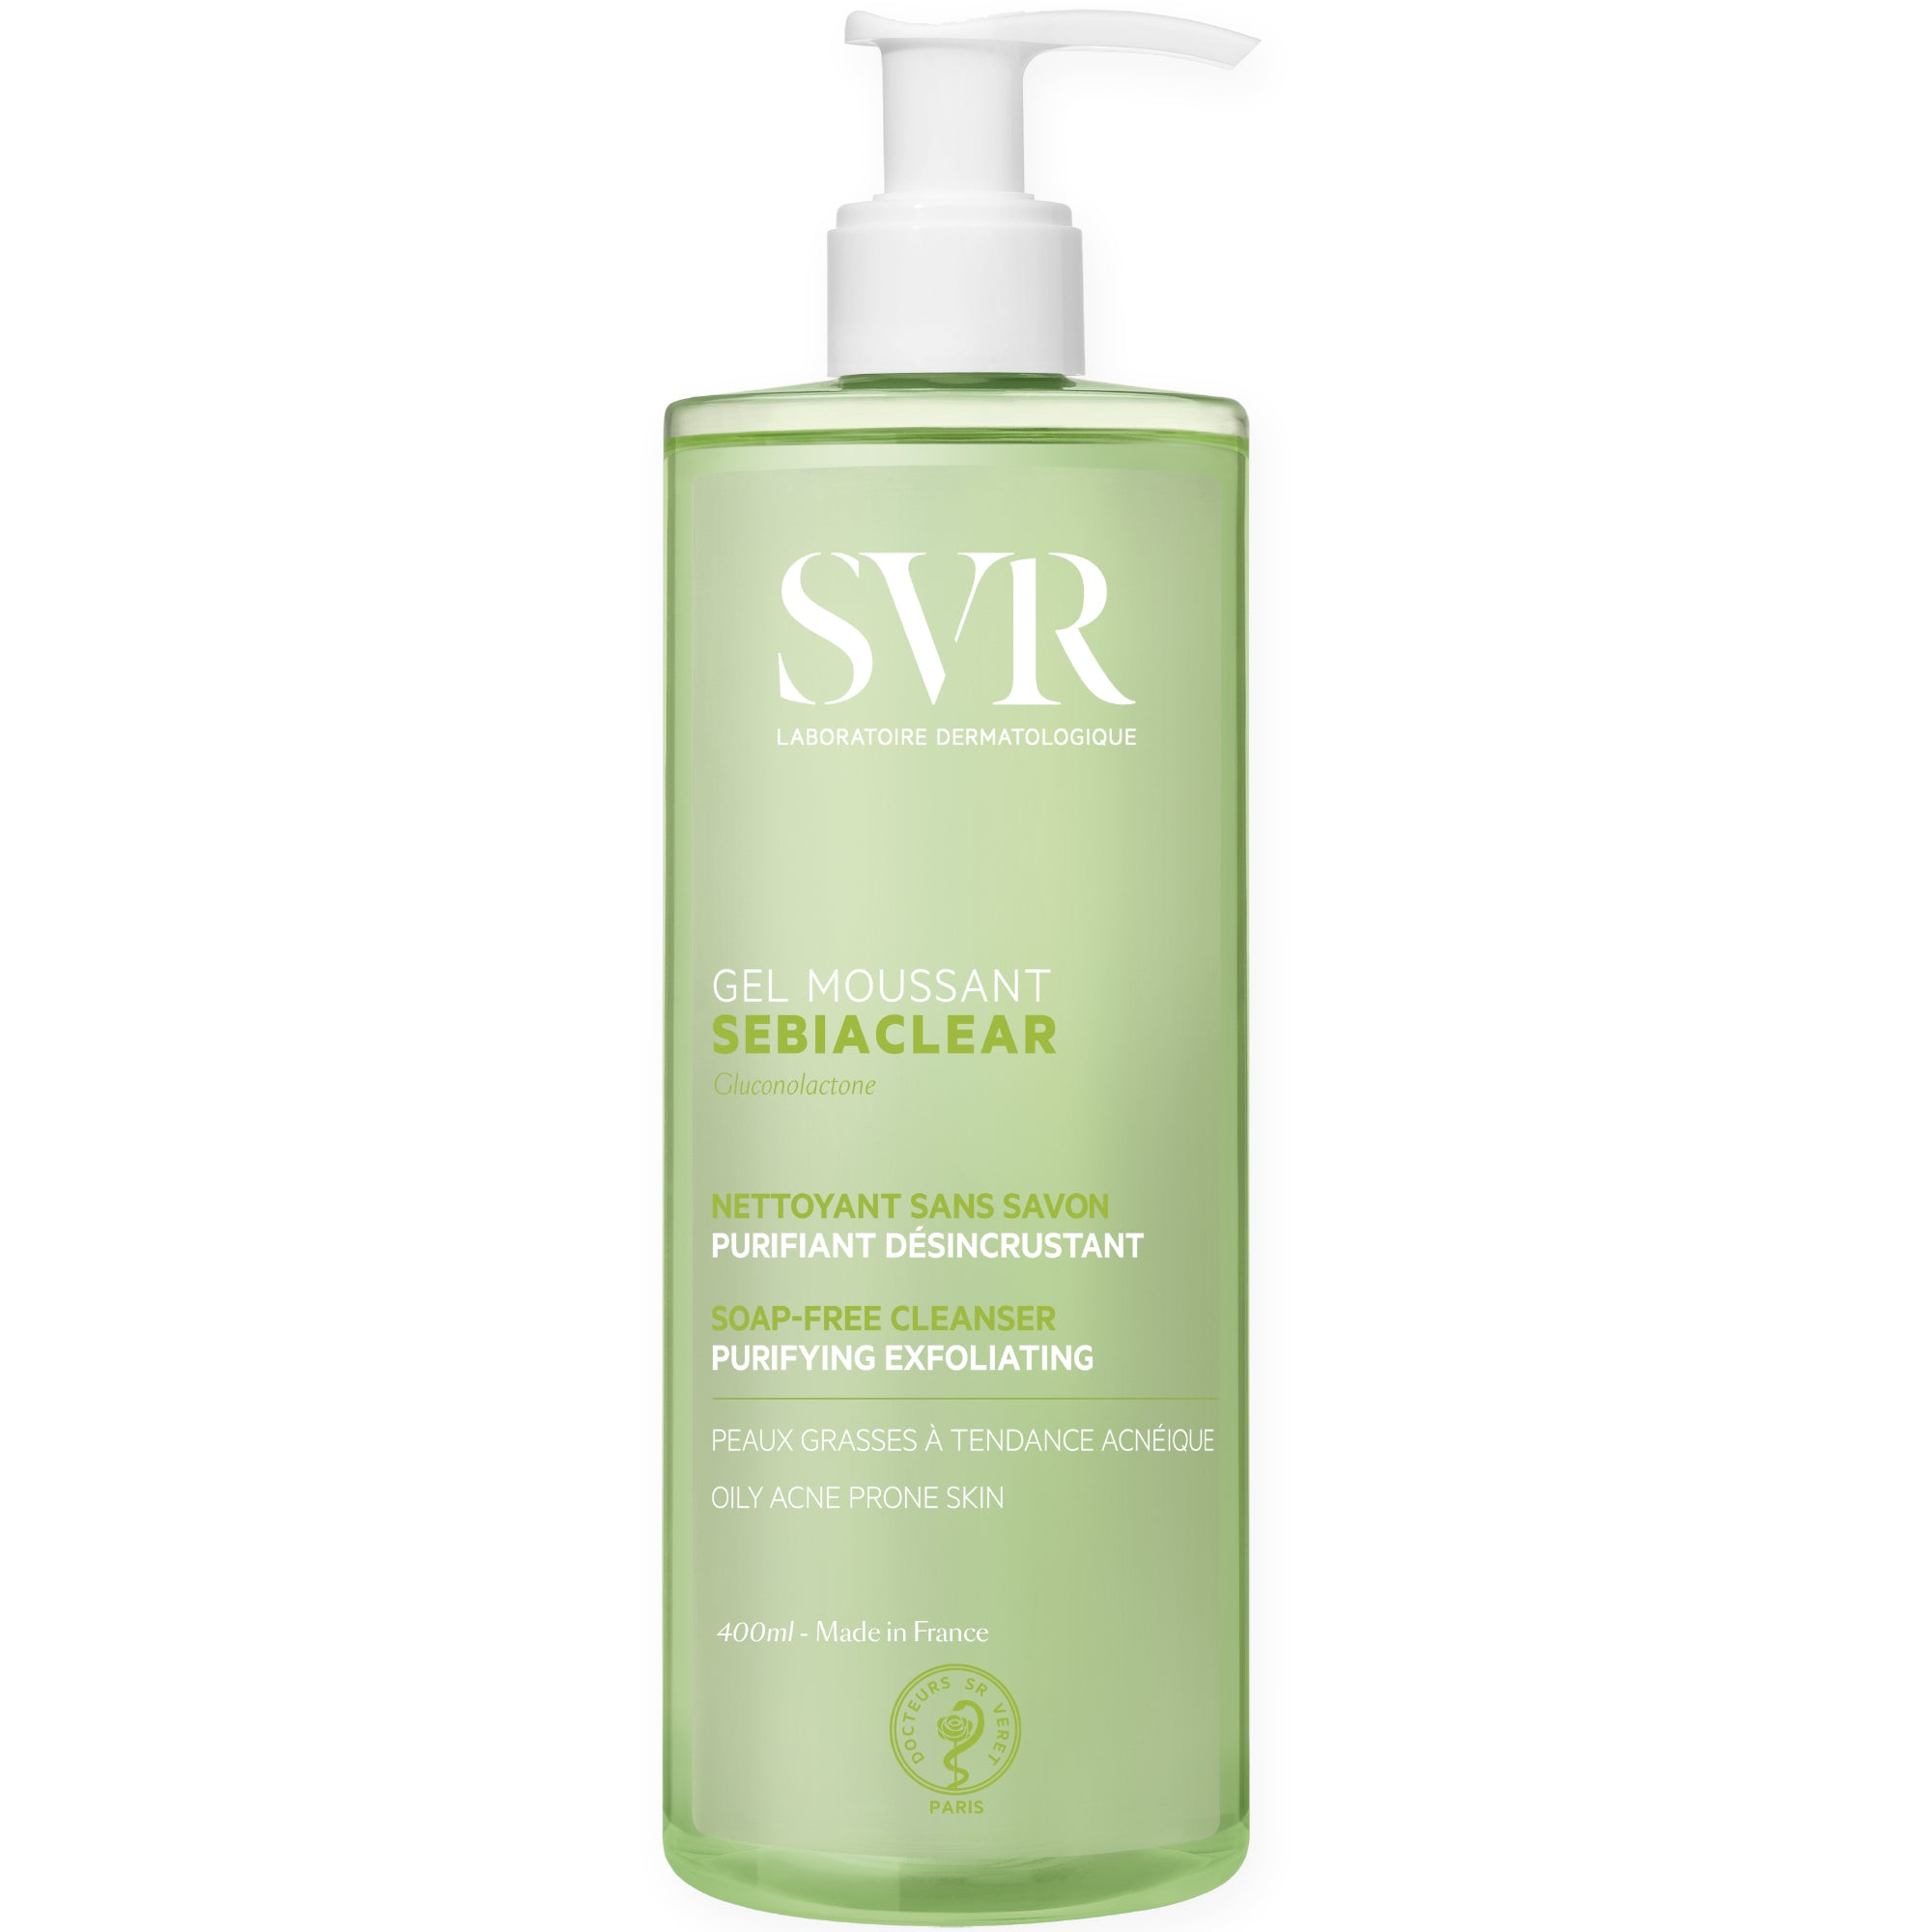 SVR
LABORATOIRE DERMATOLOGIQUE
GEL MOUSSANT
SEBIACLEAR
Gluconolactone
NETTOYANT SANS SAVON
PURIFIANT DÉSINCRUSTANT
SOAP-FREE CLEANSER
PURIFYING EXFOLIATING
PEAUX GRASSES À TENDANCE ACNÉIQUE
OILY ACNE PRONE SKIN
400ml - Made in France
DOCTEURS SR VERET
PARIS